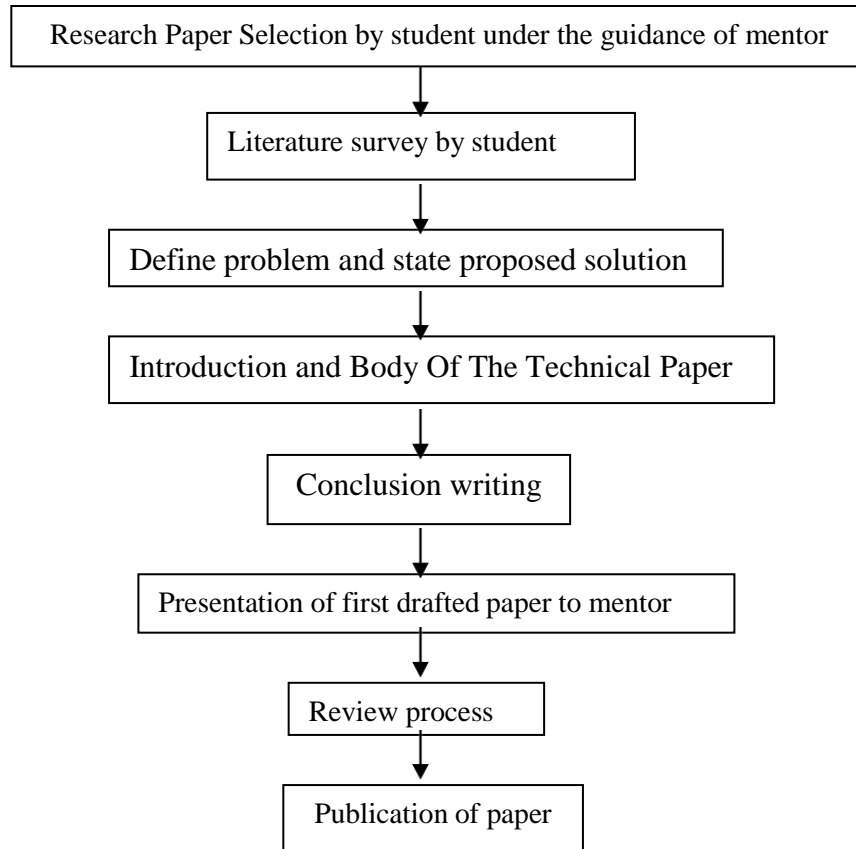 Research Paper Selection by student under the guidance of mentor
Literature survey by student
Define problem and state proposed solution
Introduction and Body Of The Technical Paper
Conclusion writing
Presentation of first drafted paper to mentor
Review process
Publication of paper